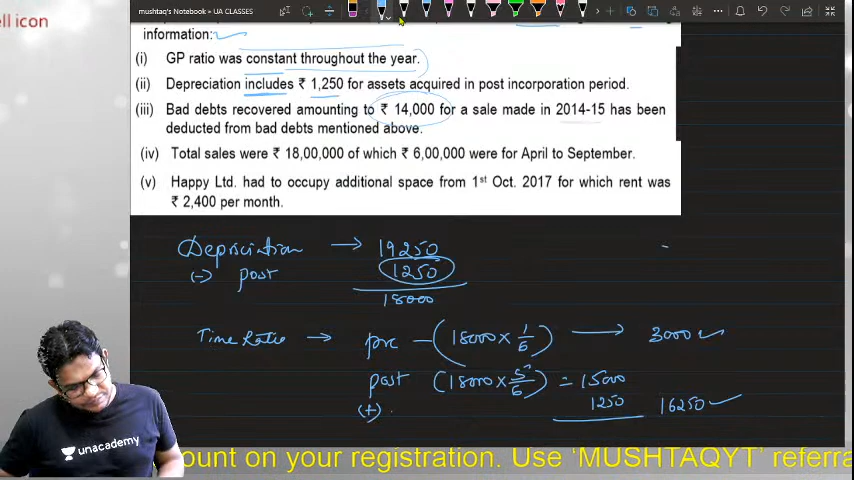 mushtaq's Notebook » UA CLASSES
ell icon
information:
(i) GP ratio was constant throughout the year.
(ii) Depreciation includes ₹ 1,250 for assets acquired in post incorporation period.
(iii) Bad debts recovered amounting to ₹ 14,000 for a sale made in 2014-15 has been
deducted from bad debts mentioned above.
(iv) Total sales were ₹ 18,00,000 of which ₹ 6,00,000 were for April to September.
(v) Happy Ltd. had to occupy additional space from 1st Oct. 2017 for which rent was
₹ 2,400 per month.
Depriciation → 19250
(-) post 1250
18000
Time Ratio → pre — (18000 × 1/6) → 3000
post (18000 × 5/6) = 15000
(+) 1250 16250
unacademy
ount on your registration. Use 'MUSHTAQYT' referra